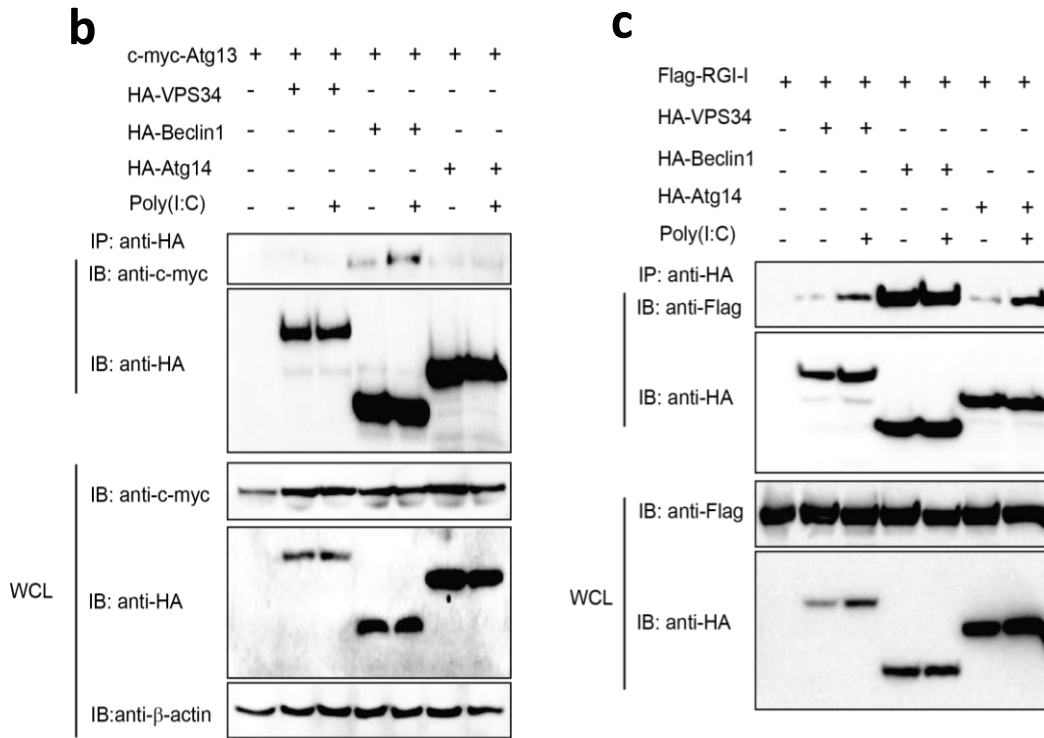 b
c-myc-Atg13 + + + + + + +
HA-VPS34 - + + - - - -
HA-Beclin1 - - - + + - -
HA-Atg14 - - - - - + +
Poly(I:C) - - + - + - +
IP: anti-HA
IB: anti-c-myc
IB: anti-HA
WCL
IB: anti-c-myc
IB: anti-HA
IB:anti-β-actin
c
Flag-RGI-I + + + + + + +
HA-VPS34 - + + - - - -
HA-Beclin1 - - - + + - -
HA-Atg14 - - - - - + +
Poly(I:C) - - + - + - +
IP: anti-HA
IB: anti-Flag
IB: anti-HA
WCL
IB: anti-Flag
IB: anti-HA